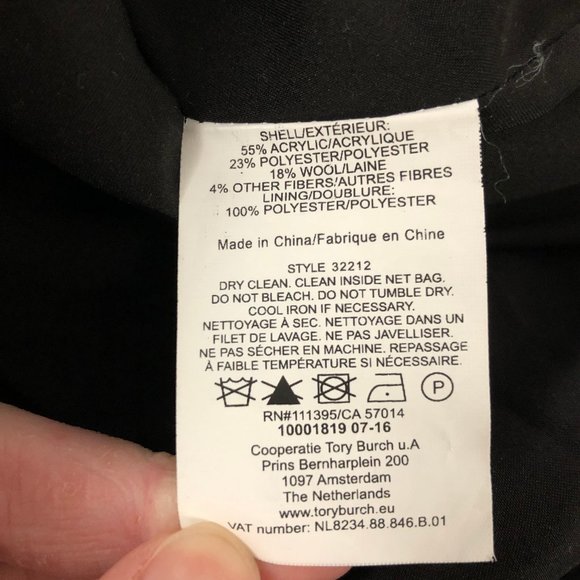 SHELL/EXTÉRIEUR:
55% ACRYLIC/ACRYLIQUE
23% POLYESTER/POLYESTER
18% WOOL/LAINE
4% OTHER FIBERS/AUTRES FIBRES
LINING/DOUBLURE:
100% POLYESTER/POLYESTER
Made in China/Fabrique en Chine
STYLE 32212
DRY CLEAN. CLEAN INSIDE NET BAG.
DO NOT BLEACH. DO NOT TUMBLE DRY.
COOL IRON IF NECESSARY.
NETTOYAGE À SEC. NETTOYAGE DANS UN
FILET DE LAVAGE. NE PAS JAVELLISER.
NE PAS SÉCHER EN MACHINE. REPASSAGE
À FAIBLE TEMPÉRATURE SI NÉCESSAIRE.
P
RN#111395/CA 57014
10001819 07-16
Cooperatie Tory Burch u.A
Prins Bernharplein 200
1097 Amsterdam
The Netherlands
www.toryburch.eu
VAT number: NL8234.88.846.B.01